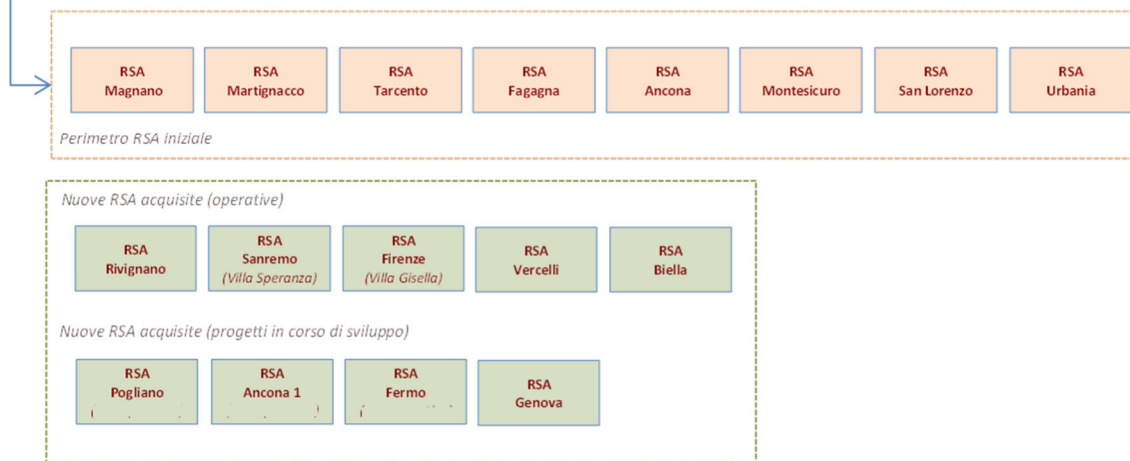 RSA
Magnano
RSA
Martignacco
RSA
Tarcento
RSA
Fagagna
RSA
Ancona
RSA
Montesicuro
RSA
San Lorenzo
RSA
Urbania
Perimetro RSA iniziale
Nuove RSA acquisite (operative)
RSA
Rivignano
RSA
Sanremo
(Villa Speranza)
RSA
Firenze
(Villa Gisella)
RSA
Vercelli
RSA
Biella
Nuove RSA acquisite (progetti in corso di sviluppo)
RSA
Pogliano
RSA
Ancona 1
RSA
Fermo
RSA
Genova